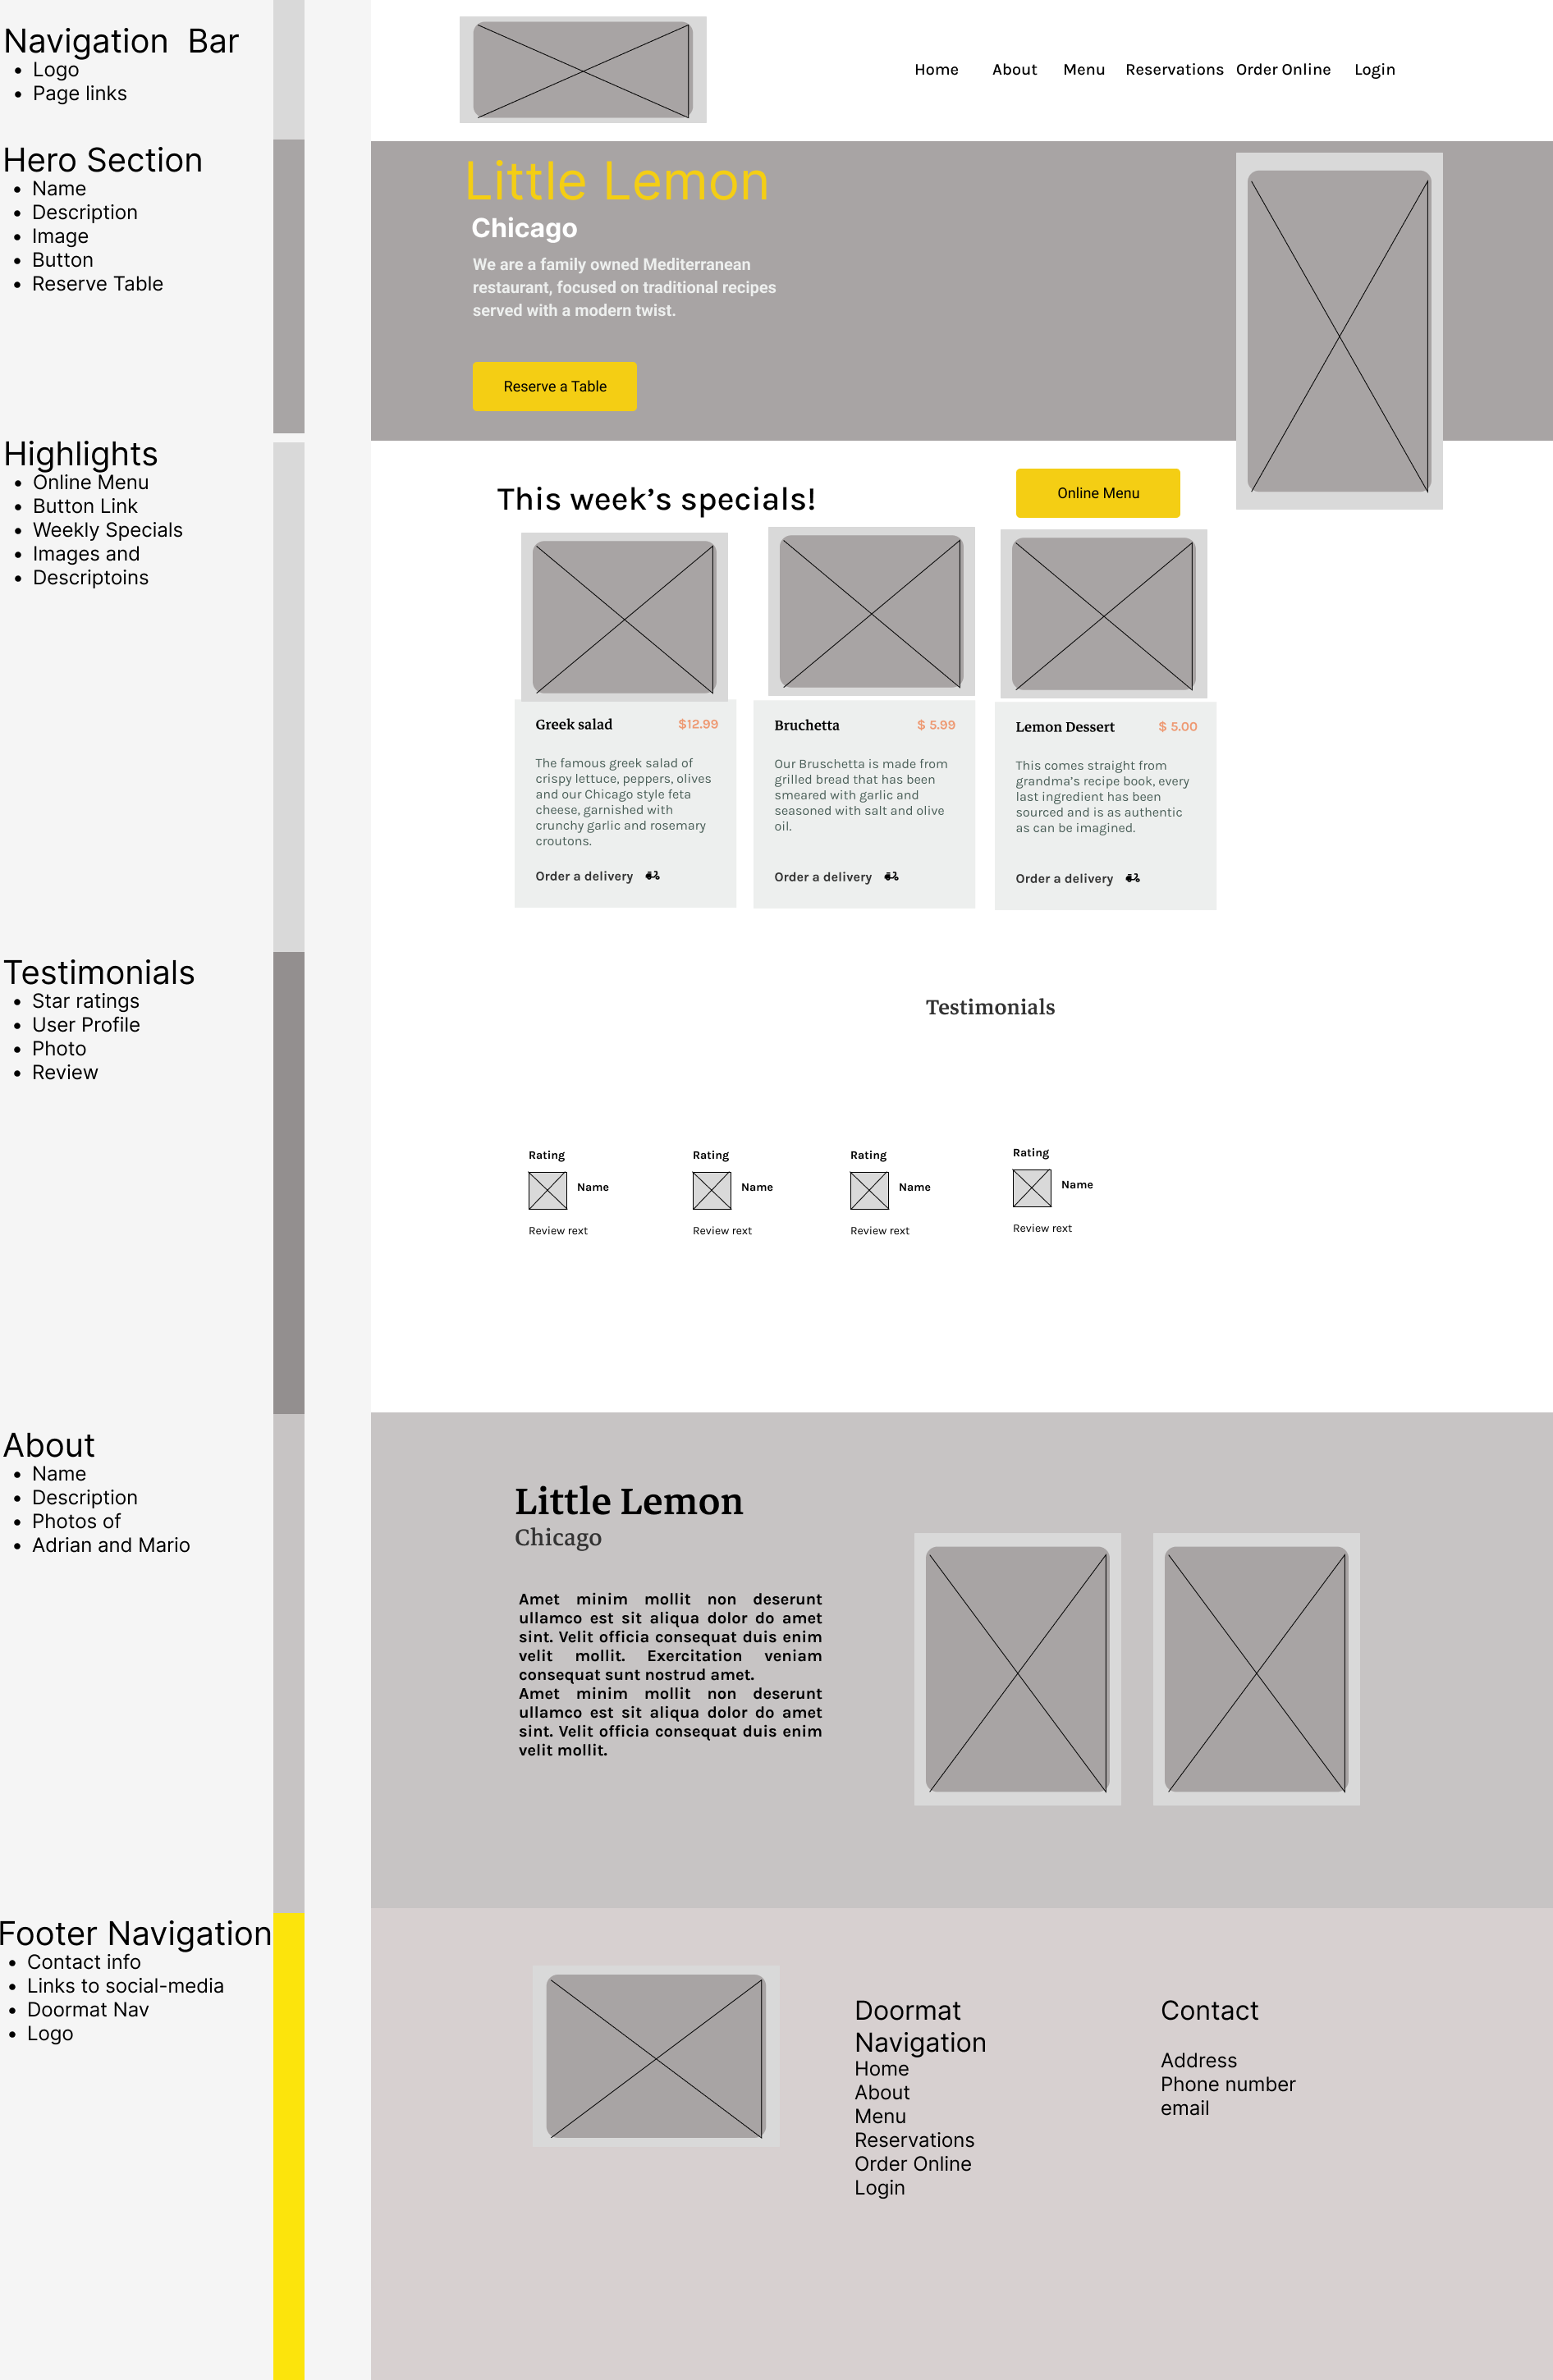 Navigation  Bar
• Logo
• Page links
Hero Section
• Name
• Description
• Image
• Button
• Reserve Table
Highlights
• Online Menu
• Button Link
• Weekly Specials
• Images and
• Descriptoins
Testimonials
• Star ratings
• User Profile
• Photo
• Review
About
• Name
• Description
• Photos of
• Adrian and Mario
Footer Navigation
• Contact info
• Links to social-media
• Doormat Nav
• Logo
Home About Menu Reservations Order Online Login
Little Lemon
Chicago
We are a family owned Mediterranean
restaurant, focused on traditional recipes
served with a modern twist.
Reserve a Table
This week’s specials!
Online Menu
Greek salad $12.99
The famous greek salad of
crispy lettuce, peppers, olives
and our Chicago style feta
cheese, garnished with
crunchy garlic and rosemary
croutons.
Order a delivery
Bruchetta $ 5.99
Our Bruschetta is made from
grilled bread that has been
smeared with garlic and
seasoned with salt and olive
oil.
Order a delivery
Lemon Dessert $ 5.00
This comes straight from
grandma’s recipe book, every
last ingredient has been
sourced and is as authentic
as can be imagined.
Order a delivery
Testimonials
Rating
Name
Review rext
Rating
Name
Review rext
Rating
Name
Review rext
Rating
Name
Review rext
Little Lemon
Chicago
Amet minim mollit non deserunt
ullamco est sit aliqua dolor do amet
sint. Velit officia consequat duis enim
velit mollit. Exercitation veniam
consequat sunt nostrud amet.
Amet minim mollit non deserunt
ullamco est sit aliqua dolor do amet
sint. Velit officia consequat duis enim
velit mollit.
Doormat
Navigation
Home
About
Menu
Reservations
Order Online
Login
Contact
Address
Phone number
email